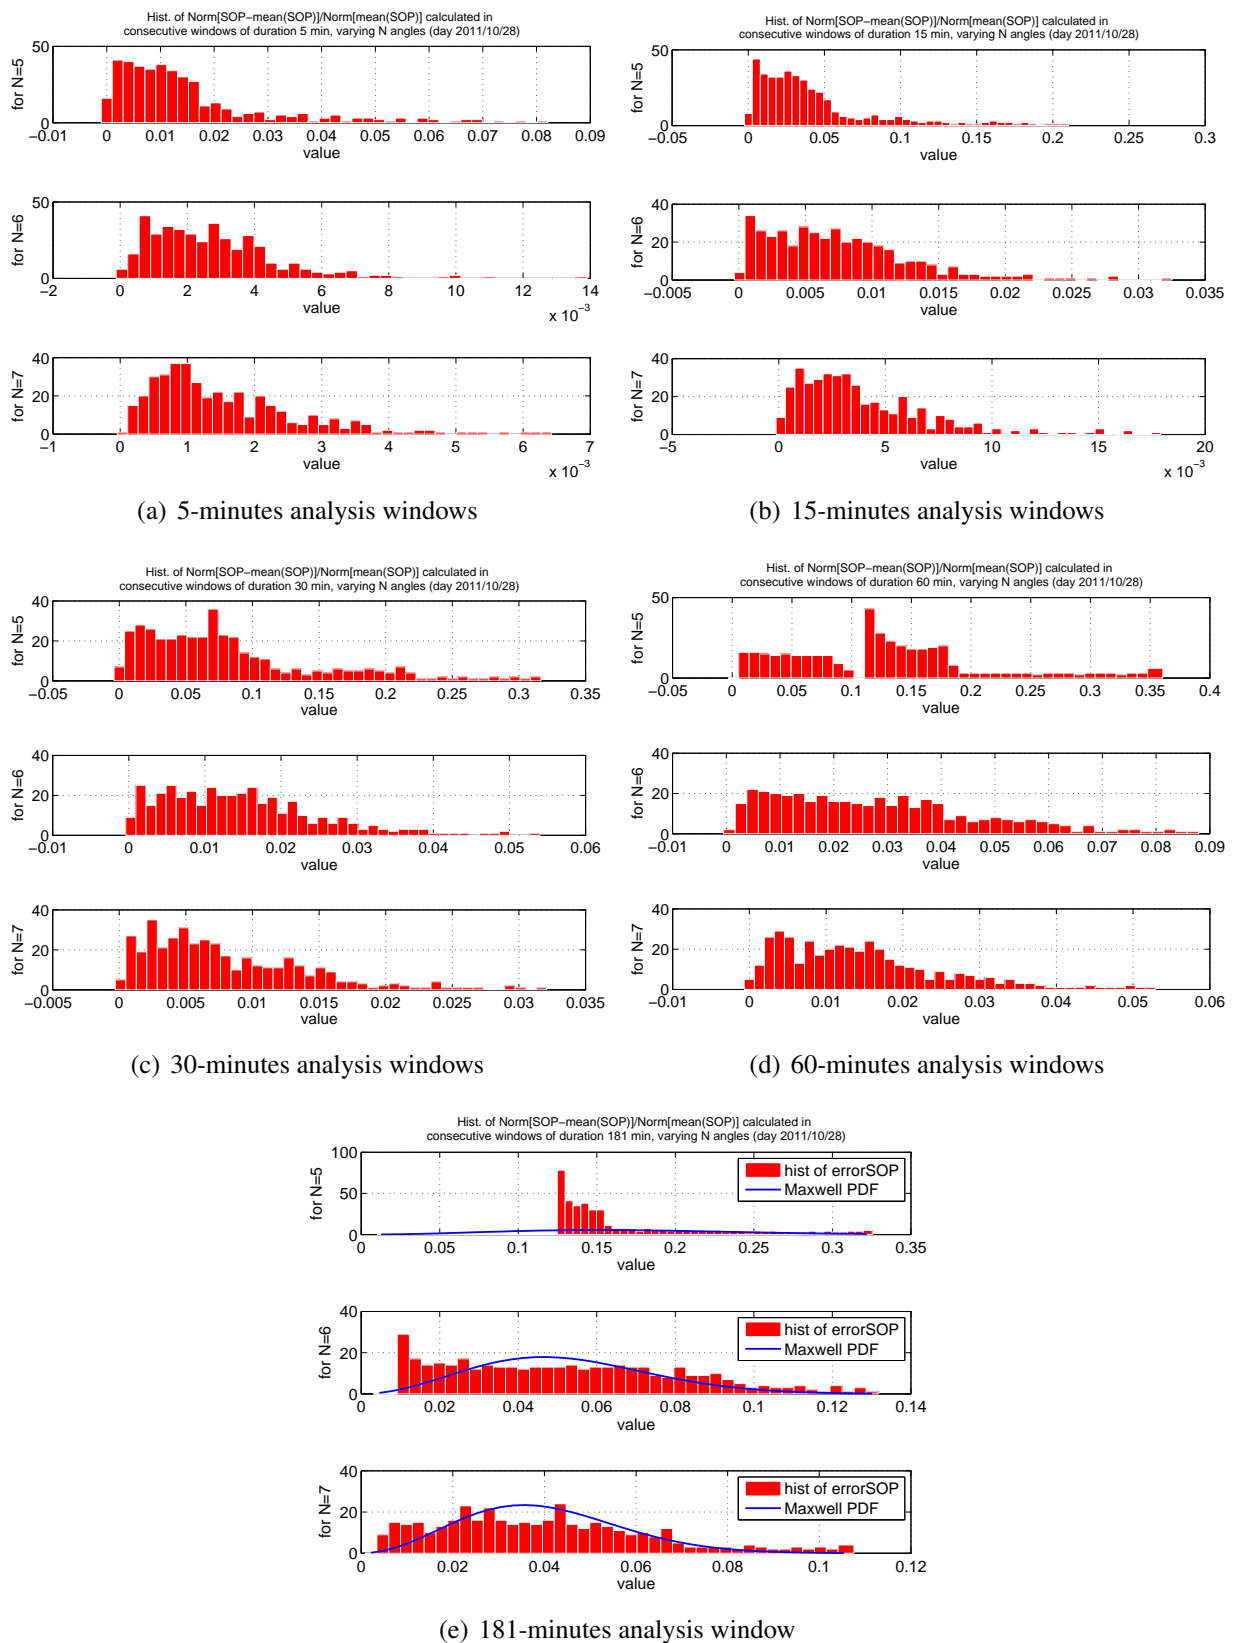 Hist. of Norm[SOP−mean(SOP)]/Norm[mean(SOP)] calculated in
consecutive windows of duration 5 min, varying N angles (day 2011/10/28)
for N=5
50
0
−0.01 0 0.01 0.02 0.03 0.04 0.05 0.06 0.07 0.08 0.09
value
for N=6
50
0
−2 0 2 4 6 8 10 12 14
value
x 10−3
for N=7
40
20
0
−1 0 1 2 3 4 5 6 7
value
x 10−3
(a) 5-minutes analysis windows
Hist. of Norm[SOP−mean(SOP)]/Norm[mean(SOP)] calculated in
consecutive windows of duration 15 min, varying N angles (day 2011/10/28)
for N=5
50
0
−0.05 0 0.05 0.1 0.15 0.2 0.25 0.3
value
for N=6
40
20
0
−0.005 0 0.005 0.01 0.015 0.02 0.025 0.03 0.035
value
for N=7
40
20
0
−5 0 5 10 15 20
value
x 10−3
(b) 15-minutes analysis windows
Hist. of Norm[SOP−mean(SOP)]/Norm[mean(SOP)] calculated in
consecutive windows of duration 30 min, varying N angles (day 2011/10/28)
for N=5
40
20
0
−0.05 0 0.05 0.1 0.15 0.2 0.25 0.3 0.35
value
for N=6
40
20
0
−0.01 0 0.01 0.02 0.03 0.04 0.05 0.06
value
for N=7
40
20
0
−0.005 0 0.005 0.01 0.015 0.02 0.025 0.03 0.035
value
(c) 30-minutes analysis windows
Hist. of Norm[SOP−mean(SOP)]/Norm[mean(SOP)] calculated in
consecutive windows of duration 60 min, varying N angles (day 2011/10/28)
for N=5
50
0
−0.05 0 0.05 0.1 0.15 0.2 0.25 0.3 0.35 0.4
value
for N=6
40
20
0
−0.01 0 0.01 0.02 0.03 0.04 0.05 0.06 0.07 0.08 0.09
value
for N=7
40
20
0
−0.01 0 0.01 0.02 0.03 0.04 0.05 0.06
value
(d) 60-minutes analysis windows
Hist. of Norm[SOP−mean(SOP)]/Norm[mean(SOP)] calculated in
consecutive windows of duration 181 min, varying N angles (day 2011/10/28)
for N=5
100
50
0
0 0.05 0.1 0.15 0.2 0.25 0.3 0.35
value
hist of errorSOP
Maxwell PDF
for N=6
40
20
0
0 0.02 0.04 0.06 0.08 0.1 0.12 0.14
value
hist of errorSOP
Maxwell PDF
for N=7
40
20
0
0 0.02 0.04 0.06 0.08 0.1 0.12
value
hist of errorSOP
Maxwell PDF
(e) 181-minutes analysis window